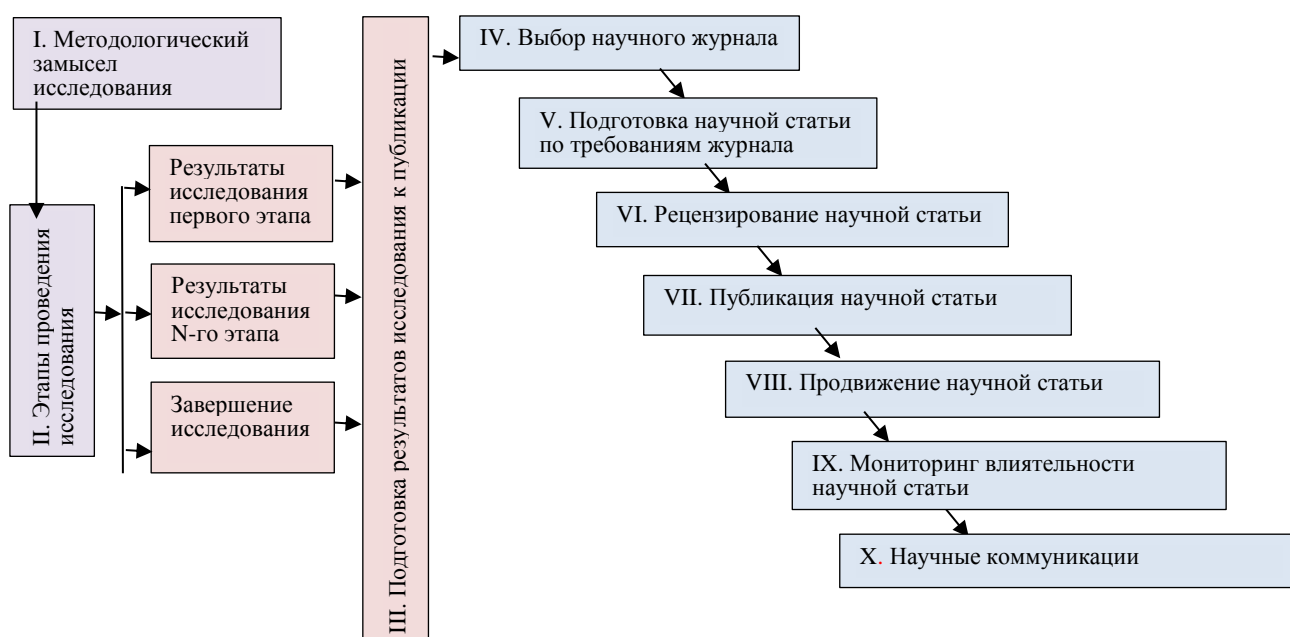 I. Методологический
замысел
исследования
II. Этапы проведения
исследования
Результаты
исследования
первого этапа
Результаты
исследования
N-го этапа
Завершение
исследования
III. Подготовка результатов исследования к публикации
IV. Выбор научного журнала
V. Подготовка научной статьи
по требованиям журнала
VI. Рецензирование научной статьи
VII. Публикация научной статьи
VIII. Продвижение научной статьи
IX. Мониторинг влиятельности
научной статьи
X. Научные коммуникации